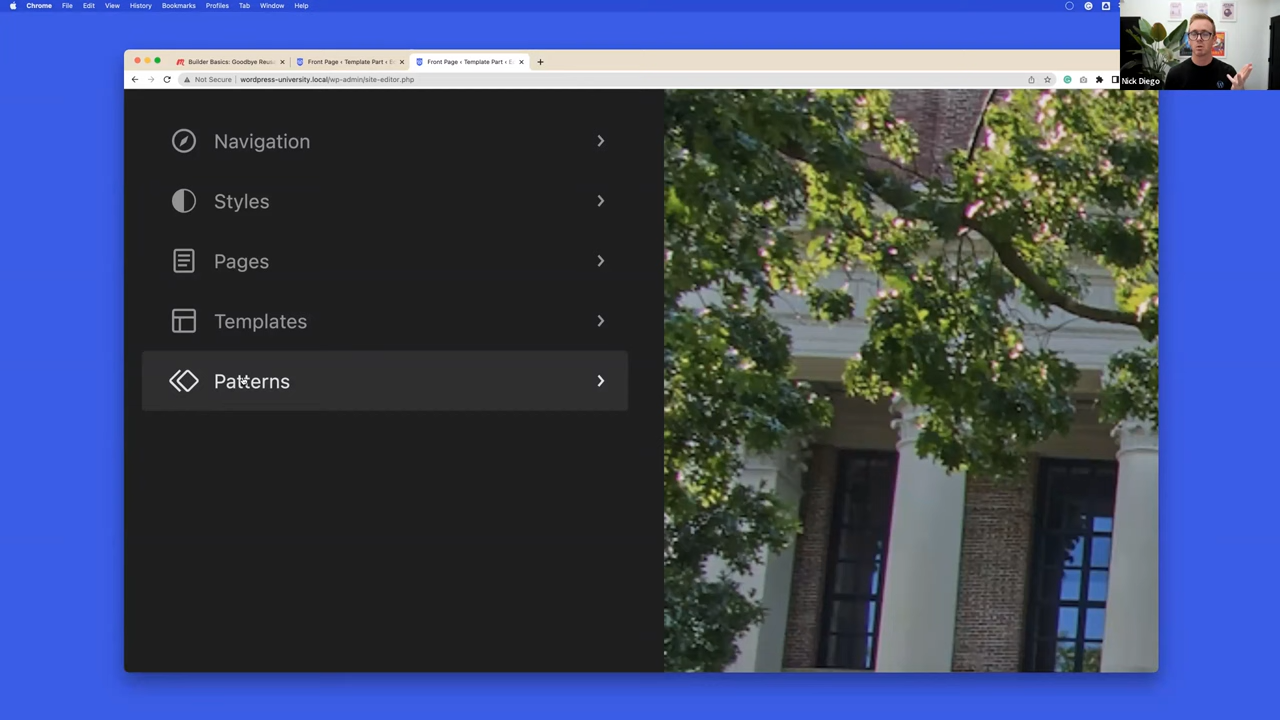 Chrome File Edit View History Bookmarks Profiles Tab Window Help
Builder Basics: Goodbye Reus
Front Page ‹ Template Part ‹ E
Front Page ‹ Template Part ‹ E
Not Secure wordpress-university.local/wp-admin/site-editor.php
Nick Diego
Navigation
Styles
Pages
Templates
Patterns